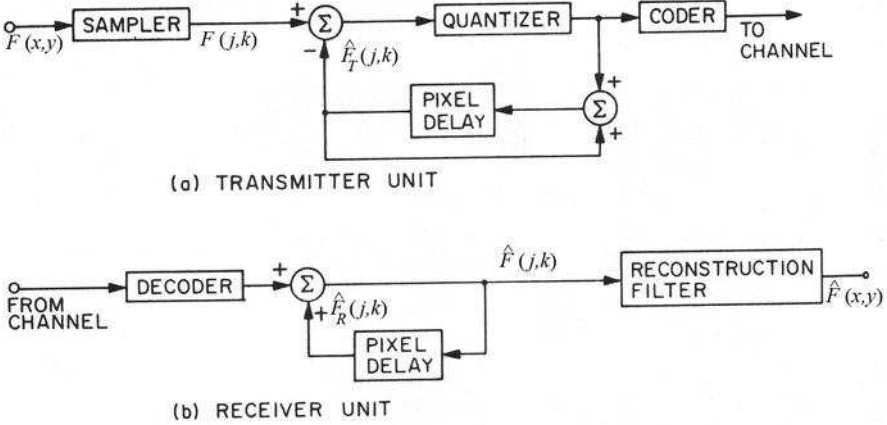 F(x,y)
SAMPLER
F(j,k)
+
Σ
-
F̂_T(j,k)
QUANTIZER
CODER
TO
CHANNEL
PIXEL
DELAY
+
Σ
+
(a) TRANSMITTER UNIT
FROM
CHANNEL
DECODER
+
Σ
+
F̂_R(j,k)
PIXEL
DELAY
F̂(j,k)
RECONSTRUCTION
FILTER
F̂(x,y)
(b) RECEIVER UNIT